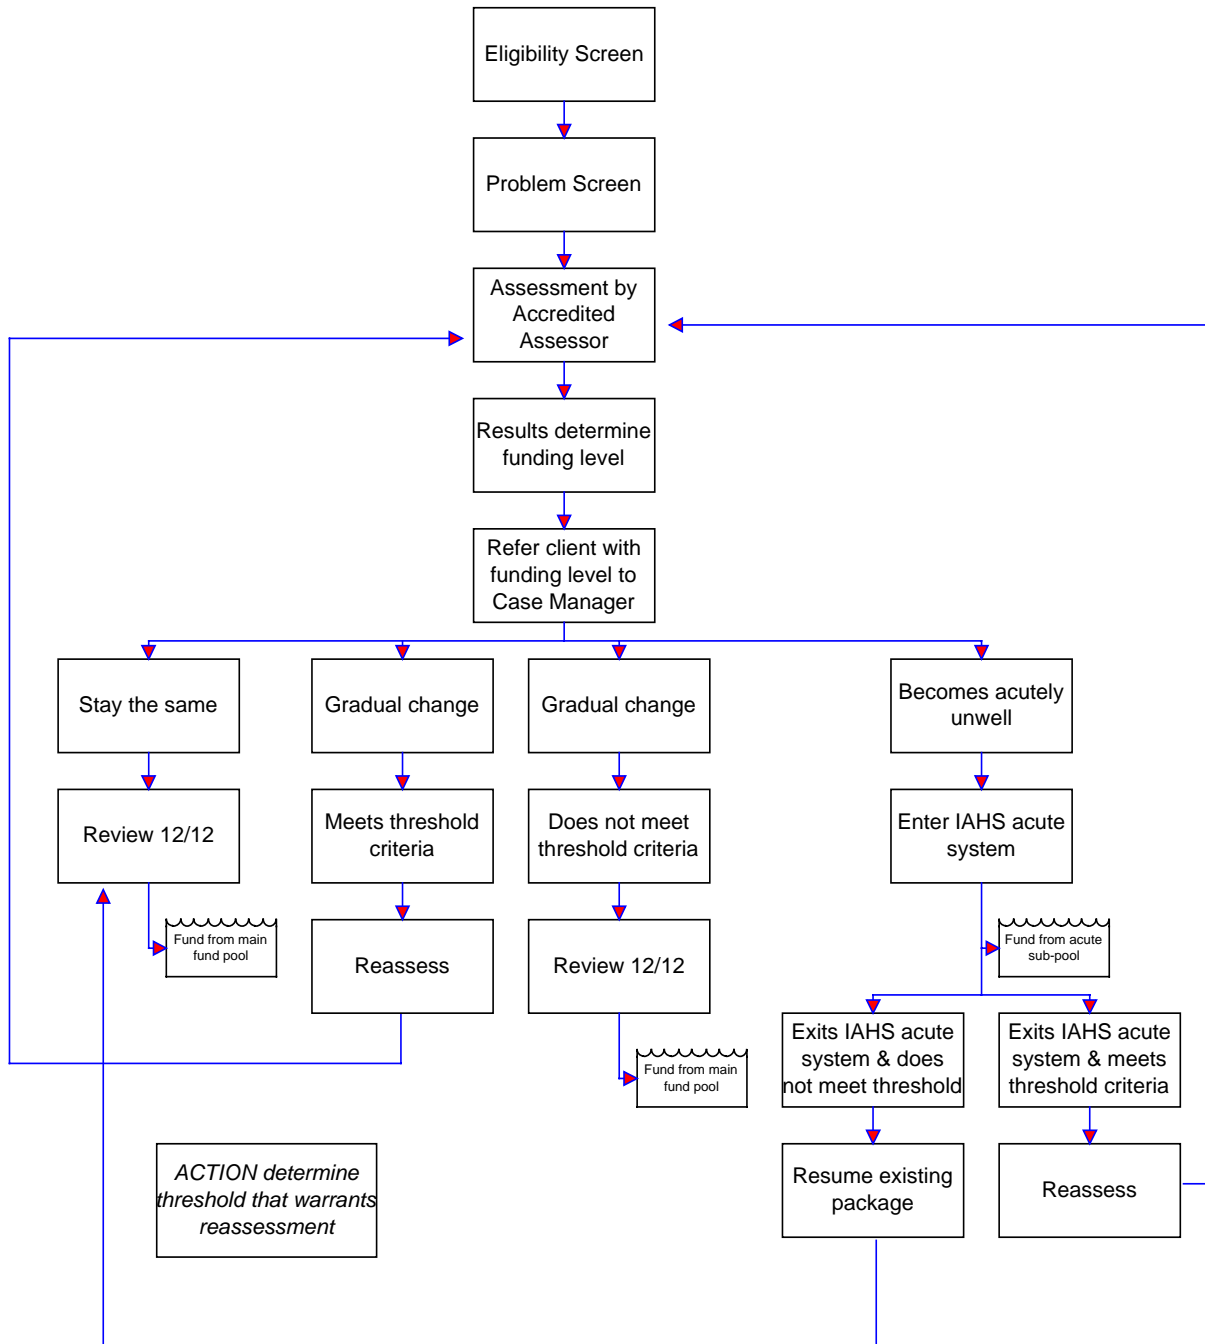 Eligibility Screen
Problem Screen
Assessment by
Accredited
Assessor
Results determine
funding level
Refer client with
funding level to
Case Manager
Stay the same
Gradual change
Gradual change
Becomes acutely
unwell
Review 12/12
Meets threshold
criteria
Does not meet
threshold criteria
Enter IAHS acute
system
Fund from main
fund pool
Reassess
Review 12/12
Fund from acute
sub-pool
Fund from main
fund pool
Exits IAHS acute
system & does
not meet threshold
Exits IAHS acute
system & meets
threshold criteria
ACTION determine
threshold that warrants
reassessment
Resume existing
package
Reassess